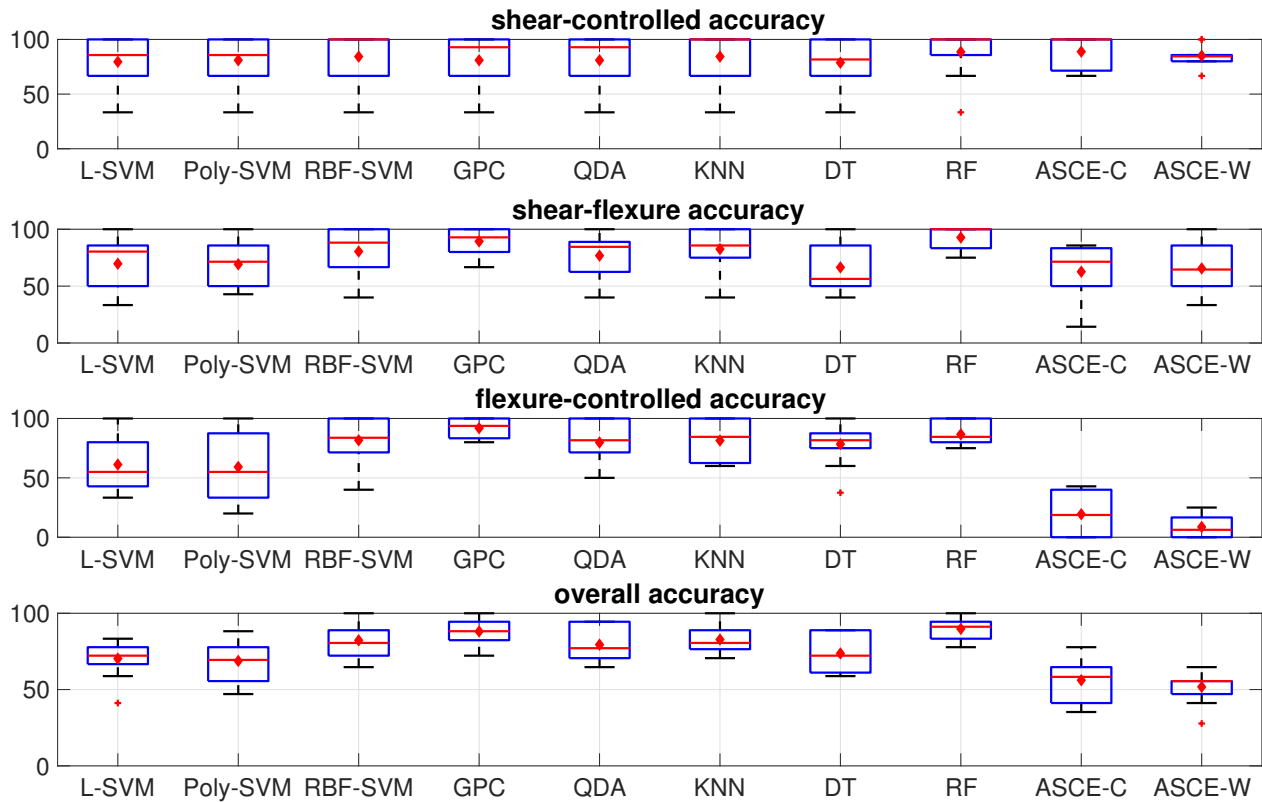 shear-controlled accuracy
100
50
0
L-SVM Poly-SVM RBF-SVM GPC QDA KNN DT RF ASCE-C ASCE-W
shear-flexure accuracy
100
50
0
L-SVM Poly-SVM RBF-SVM GPC QDA KNN DT RF ASCE-C ASCE-W
flexure-controlled accuracy
100
50
0
L-SVM Poly-SVM RBF-SVM GPC QDA KNN DT RF ASCE-C ASCE-W
overall accuracy
100
50
0
L-SVM Poly-SVM RBF-SVM GPC QDA KNN DT RF ASCE-C ASCE-W